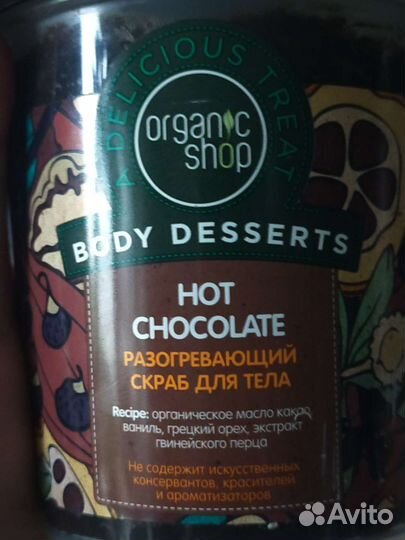 A DELICIOUS TREAT
organic
shop
BODY DESSERTS
HOT
CHOCOLATE
РАЗОГРЕВАЮЩИЙ
СКРАБ ДЛЯ ТЕЛА
Recipe: органическое масло какао,
ваниль, грецкий орех, экстракт
гвинейского перца
Не содержит искусственных
консервантов, красителей
и ароматизаторов
Avito